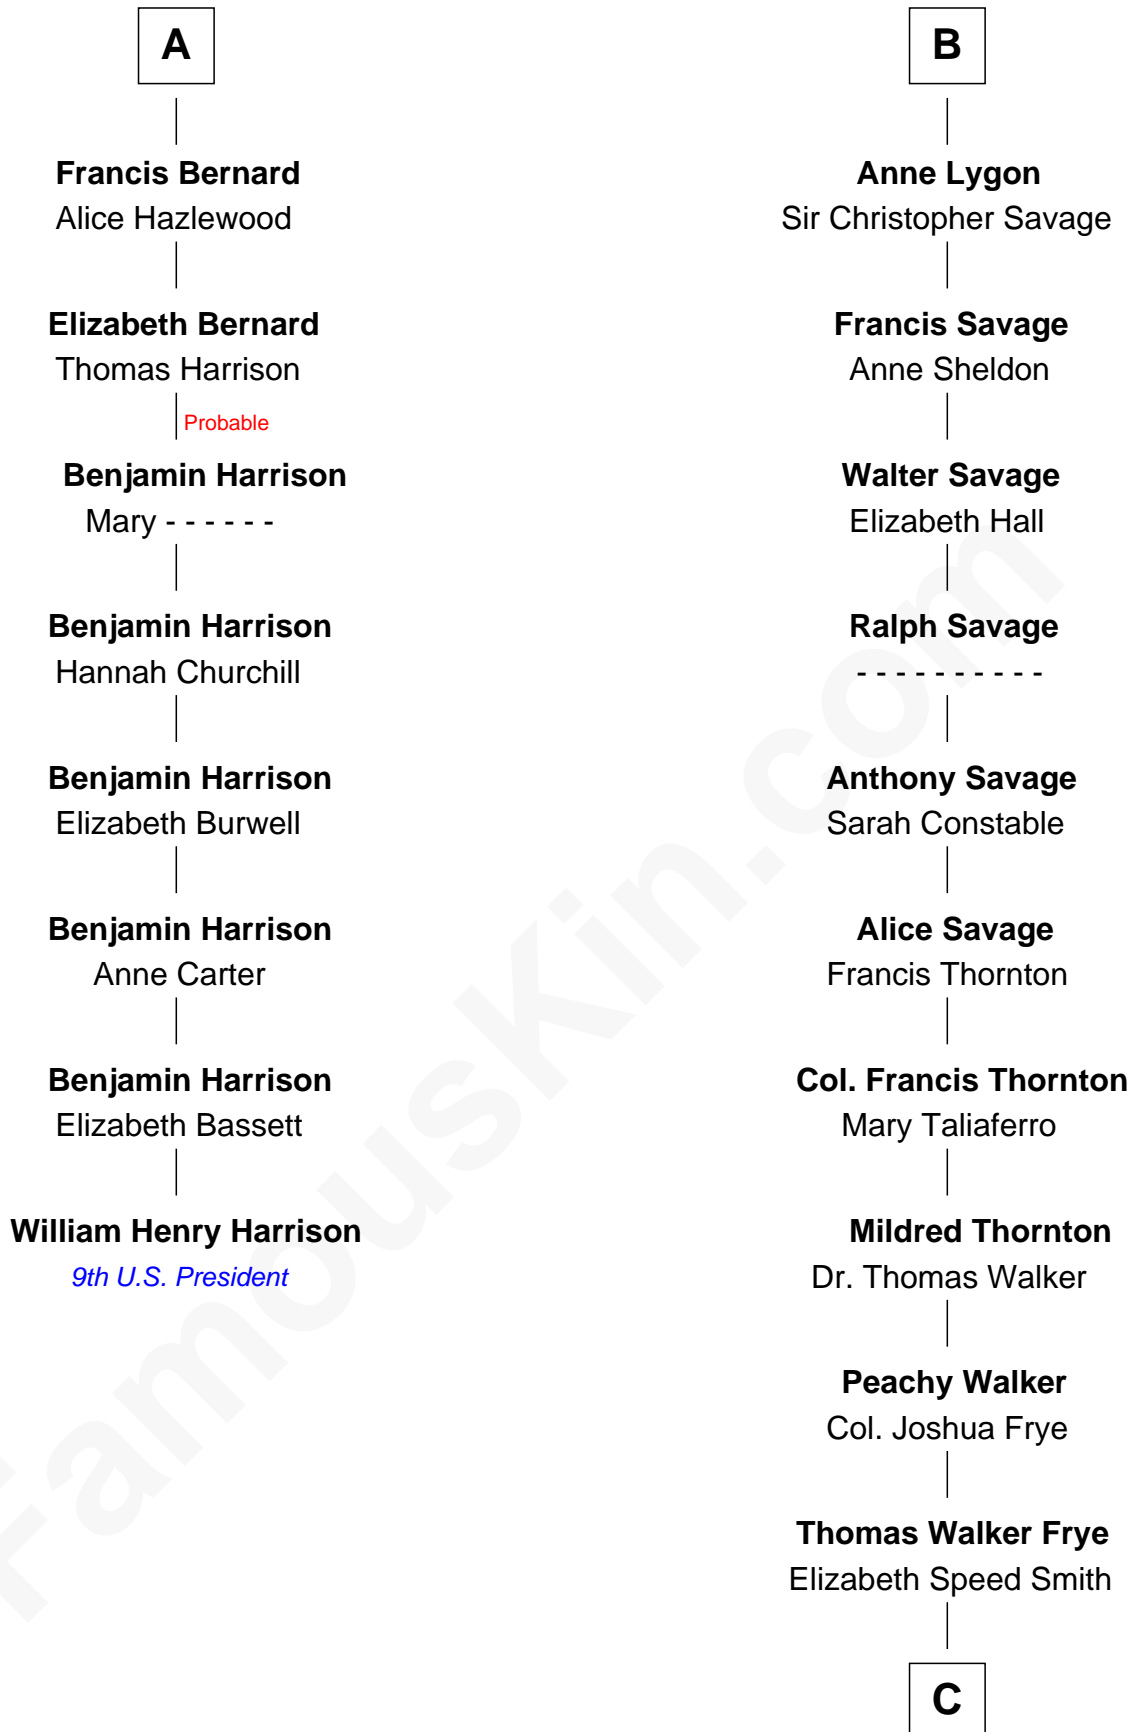 A
Francis Bernard
Alice Hazlewood
Elizabeth Bernard
Thomas Harrison
Probable
Benjamin Harrison
Mary - - - - - -
Benjamin Harrison
Hannah Churchill
Benjamin Harrison
Elizabeth Burwell
Benjamin Harrison
Anne Carter
Benjamin Harrison
Elizabeth Bassett
William Henry Harrison
9th U.S. President
B
Anne Lygon
Sir Christopher Savage
Francis Savage
Anne Sheldon
Walter Savage
Elizabeth Hall
Ralph Savage
- - - - - - - - - -
Anthony Savage
Sarah Constable
Alice Savage
Francis Thornton
Col. Francis Thornton
Mary Taliaferro
Mildred Thornton
Dr. Thomas Walker
Peachy Walker
Col. Joshua Frye
Thomas Walker Frye
Elizabeth Speed Smith
C
FamousKin.com